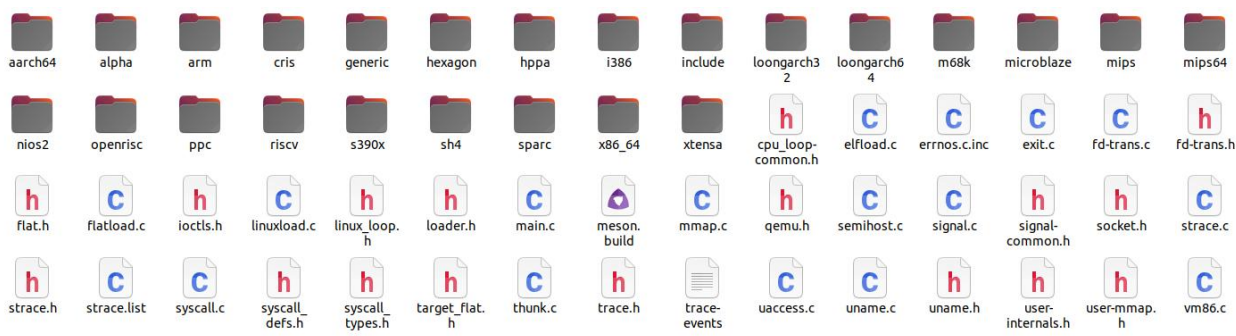 aarch64 alpha arm cris generic hexagon hppa i386 include loongarch3 loongarch6 m68k microblaze mips mips64
2 4
nios2 openrisc ppc riscv s390x sh4 sparc x86_64 xtensa cpu_loop- elfload.c errnos.c.inc exit.c fd-trans.c fd-trans.h
common.h
flat.h flatload.c ioctls.h linuxload.c linux_loop. loader.h main.c meson. mmap.c qemu.h semihost.c signal.c signal- socket.h strace.c
h build common.h
strace.h strace.list syscall.c syscall_ syscall_ target_flat. thunk.c trace.h trace- uaccess.c uname.c uname.h user- user-mmap. vm86.c
defs.h types.h h events internals.h h